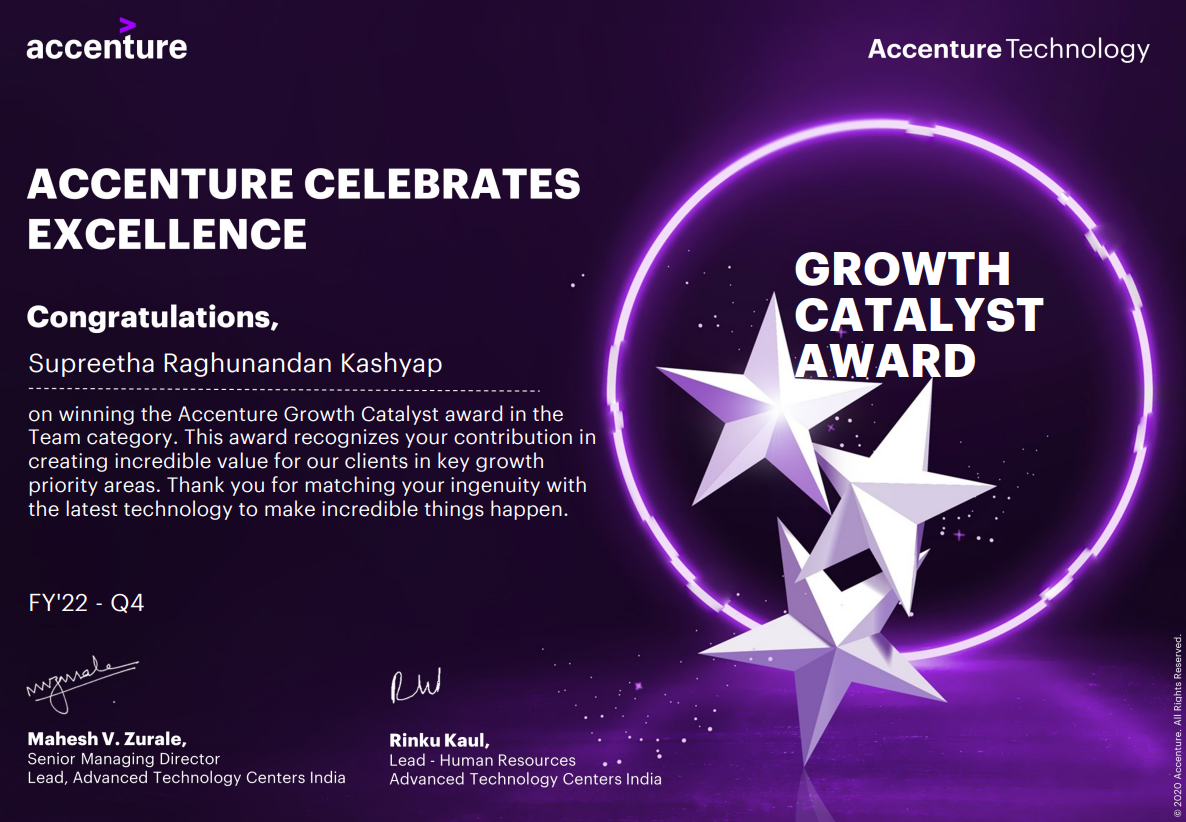 accenture
Accenture Technology
ACCENTURE CELEBRATES
EXCELLENCE
Congratulations,
Supreetha Raghunandan Kashyap
on winning the Accenture Growth Catalyst award in the
Team category. This award recognizes your contribution in
creating incredible value for our clients in key growth
priority areas. Thank you for matching your ingenuity with
the latest technology to make incredible things happen.
GROWTH
CATALYST
AWARD
FY'22 - Q4
Mahesh V. Zurale,
Senior Managing Director
Lead, Advanced Technology Centers India
Rinku Kaul,
Lead - Human Resources
Advanced Technology Centers India
© 2020 Accenture. All Rights Reserved.